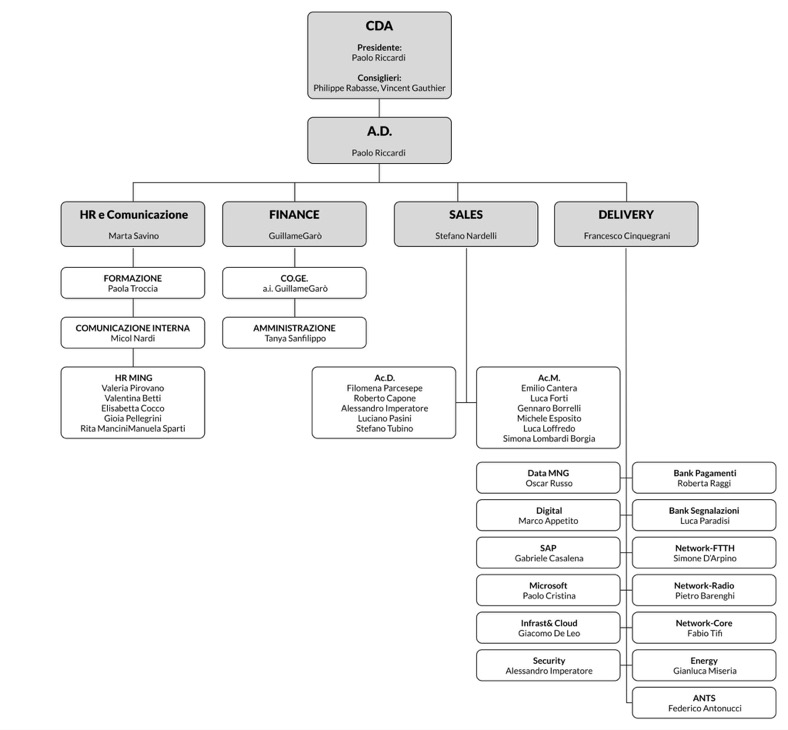 CDA
Presidente:
Paolo Riccardi
Consiglieri:
Philippe Rabasse, Vincent Gauthier
A.D.
Paolo Riccardi
HR e Comunicazione
Marta Savino
FINANCE
GuillameGarò
SALES
Stefano Nardelli
DELIVERY
Francesco Cinquegrani
FORMAZIONE
Paola Troccia
COMUNICAZIONE INTERNA
Micol Nardi
HR MING
Valeria Pirovano
Valentina Betti
Elisabetta Cocco
Gioia Pellegrini
Rita ManciniManuela Sparti
CO.GE.
a.i. GuillameGarò
AMMINISTRAZIONE
Tanya Sanfilippo
Ac.D.
Filomena Parcesepe
Roberto Capone
Alessandro Imperatore
Luciano Pasini
Stefano Tubino
Ac.M.
Emilio Cantera
Luca Forti
Gennaro Borrelli
Michele Esposito
Luca Loffredo
Simona Lombardi Borgia
Data MNG
Oscar Russo
Bank Pagamenti
Roberta Raggi
Digital
Marco Appetito
Bank Segnalazioni
Luca Paradisi
SAP
Gabriele Casalena
Network-FTTH
Simone D'Arpino
Microsoft
Paolo Cristina
Network-Radio
Pietro Barenghi
Infrast& Cloud
Giacomo De Leo
Network-Core
Fabio Tifi
Security
Alessandro Imperatore
Energy
Gianluca Miseria
ANTS
Federico Antonucci